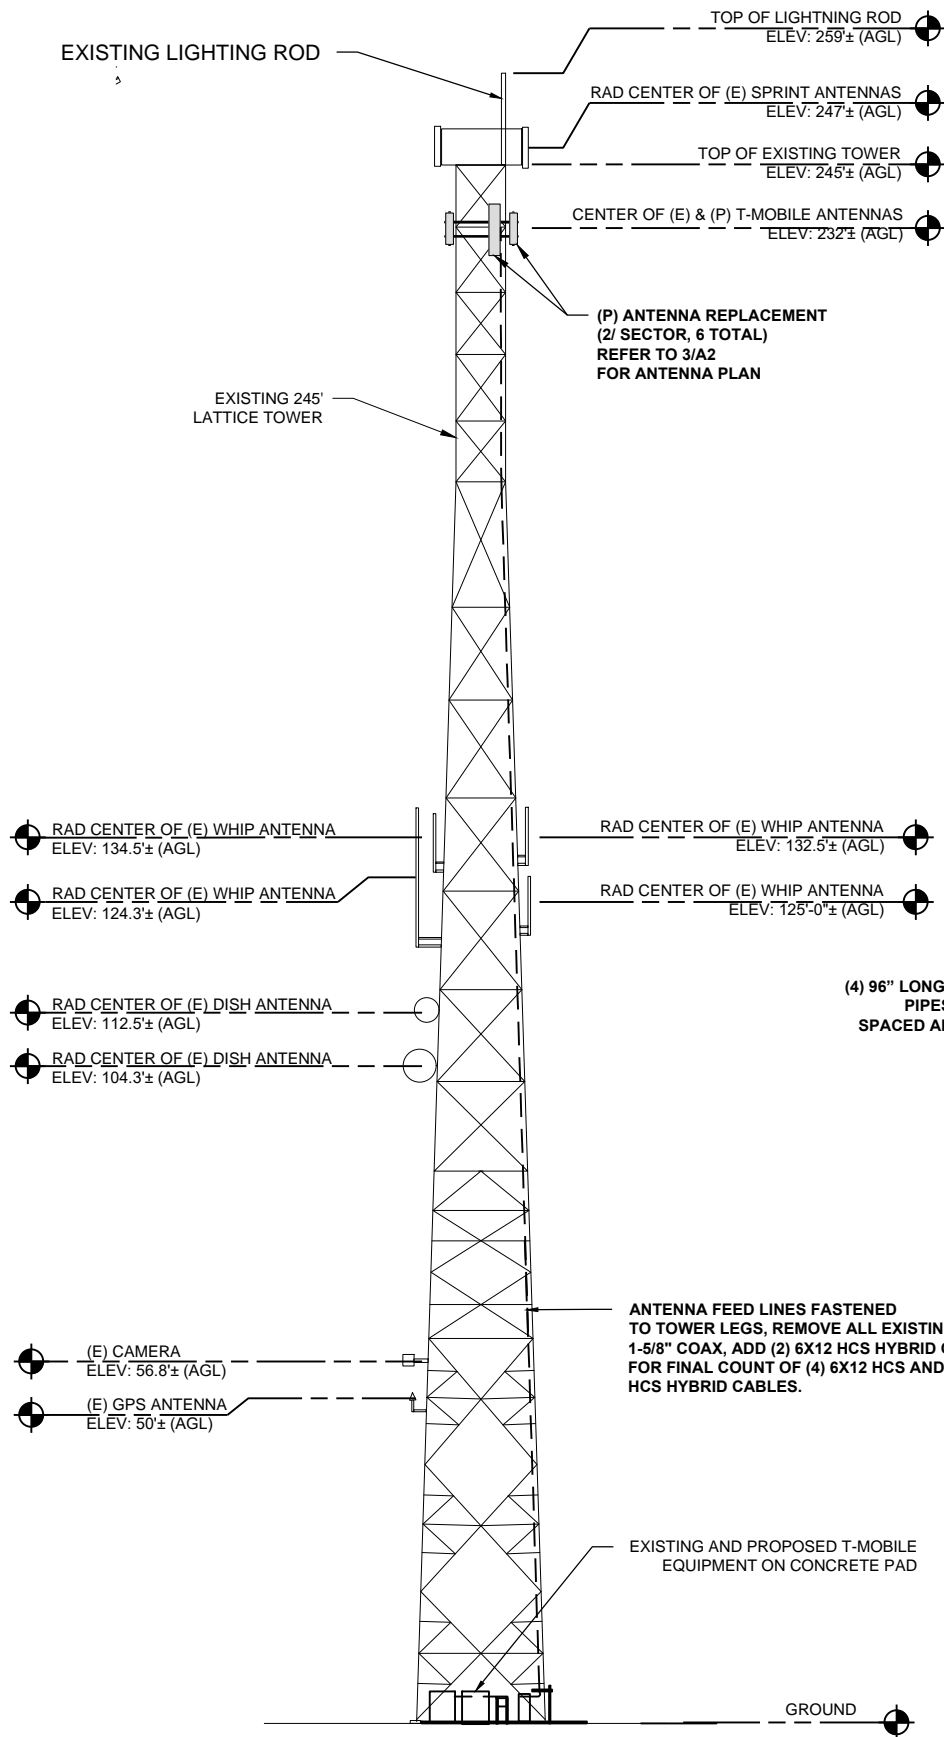 EXISTING LIGHTING ROD
TOP OF LIGHTNING ROD
ELEV: 259'± (AGL)
RAD CENTER OF (E) SPRINT ANTENNAS
ELEV: 247'± (AGL)
TOP OF EXISTING TOWER
ELEV: 245'± (AGL)
CENTER OF (E) & (P) T-MOBILE ANTENNAS
ELEV: 232'± (AGL)
(P) ANTENNA REPLACEMENT
(2/ SECTOR, 6 TOTAL)
REFER TO 3/A2
FOR ANTENNA PLAN
EXISTING 245'
LATTICE TOWER
RAD CENTER OF (E) WHIP ANTENNA
ELEV: 134.5'± (AGL)
RAD CENTER OF (E) WHIP ANTENNA
ELEV: 124.3'± (AGL)
RAD CENTER OF (E) WHIP ANTENNA
ELEV: 132.5'± (AGL)
RAD CENTER OF (E) WHIP ANTENNA
ELEV: 125'-0"± (AGL)
(4) 96” LONG
PIPES
SPACED A
RAD CENTER OF (E) DISH ANTENNA
ELEV: 112.5'± (AGL)
RAD CENTER OF (E) DISH ANTENNA
ELEV: 104.3'± (AGL)
ANTENNA FEED LINES FASTENED
TO TOWER LEGS, REMOVE ALL EXISTIN
1-5/8" COAX, ADD (2) 6X12 HCS HYBRID
FOR FINAL COUNT OF (4) 6X12 HCS AND
HCS HYBRID CABLES.
(E) CAMERA
ELEV: 56.8'± (AGL)
(E) GPS ANTENNA
ELEV: 50'± (AGL)
EXISTING AND PROPOSED T-MOBILE
EQUIPMENT ON CONCRETE PAD
GROUND